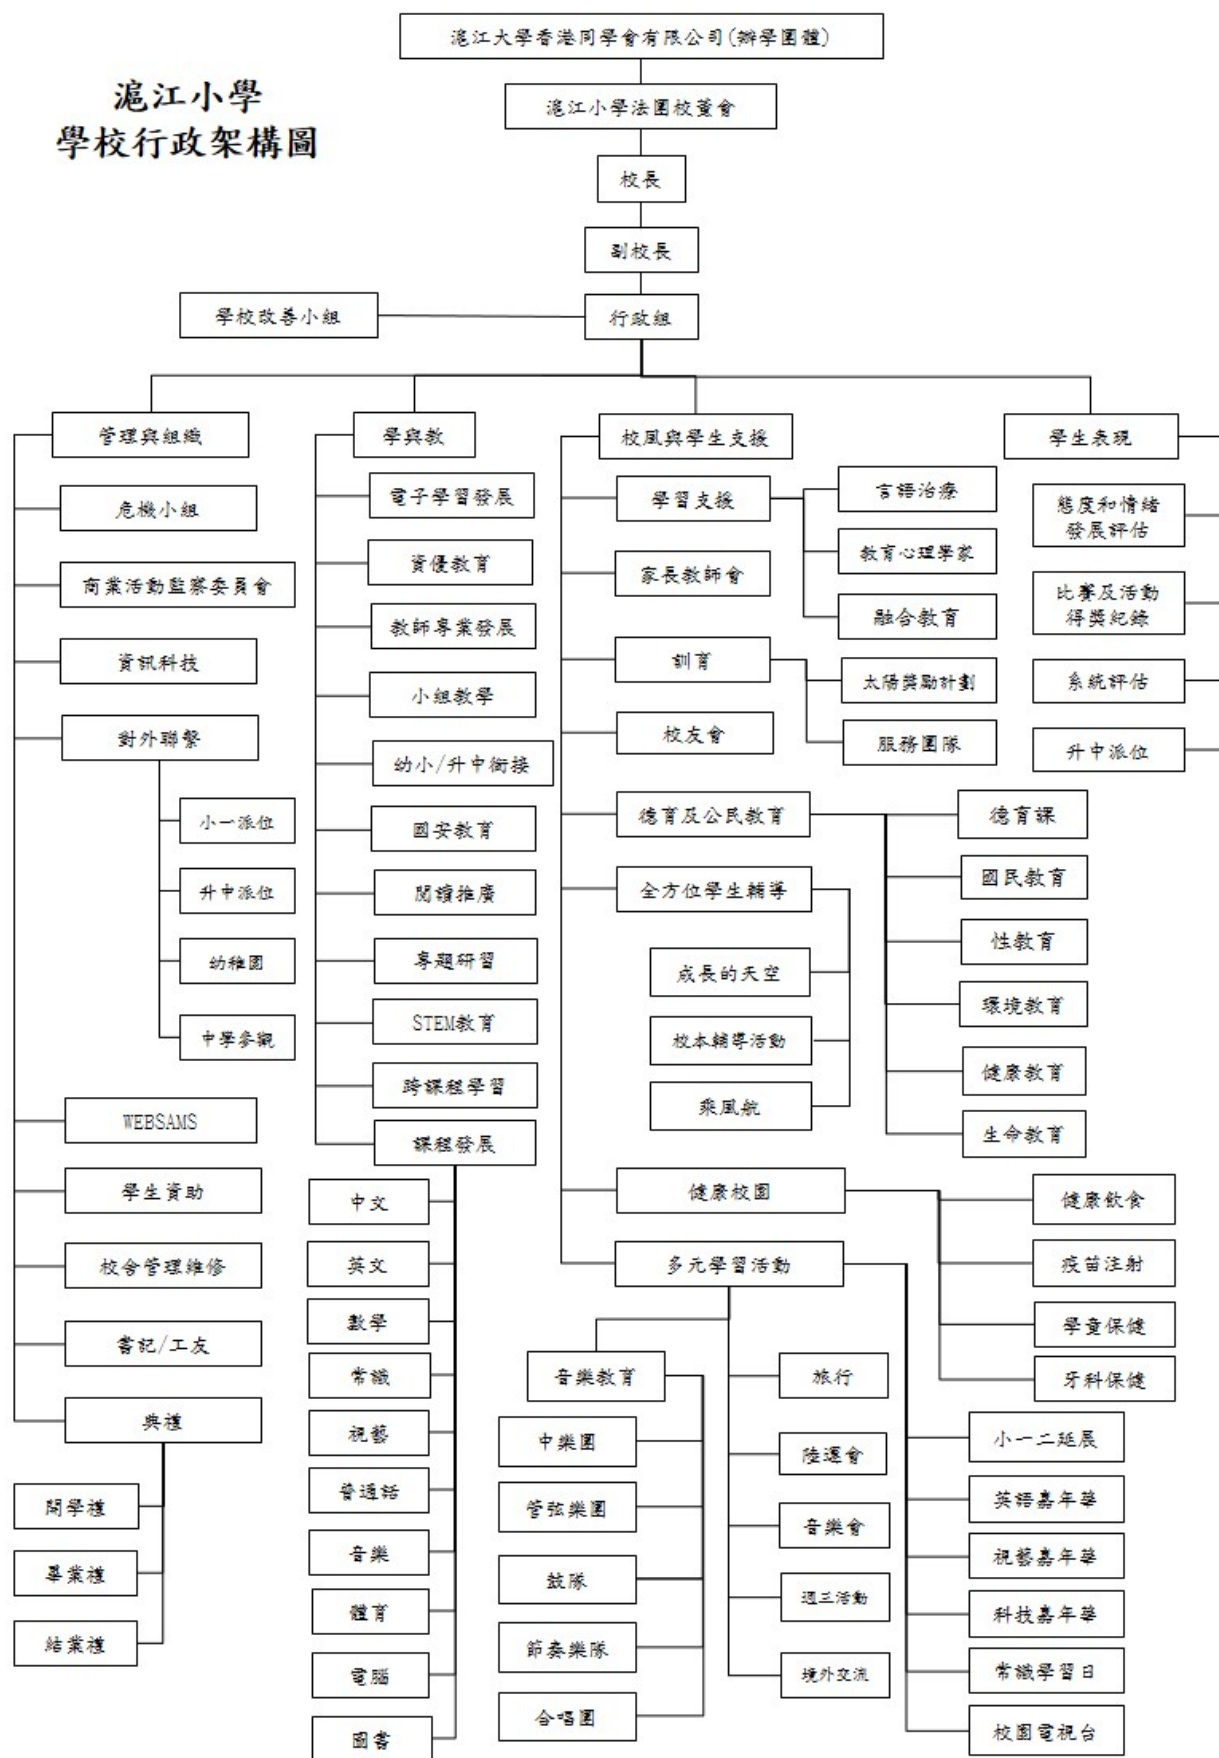 滬江大學香港同學會有限公司(辦學團體)
滬江小學
學校行政架構圖
滬江小學法團校董會
校長
副校長
學校改善小組
行政組
管理與組織
危機小組
商業活動監察委員會
資訊科技
對外聯繫
小一派位
升中派位
幼稚園
中學參觀
WEBSAMS
學生資助
校舍管理維修
書記/工友
典禮
開學禮
畢業禮
結業禮
學與教
電子學習發展
資優教育
教師專業發展
小組教學
幼小/升中銜接
國安教育
閱讀推廣
專題研習
STEM教育
跨課程學習
課程發展
中文
英文
數學
常識
視藝
普通話
音樂
體育
電腦
圖書
校風與學生支援
學習支援
言語治療
教育心理學家
融合教育
家長教師會
訓育
太陽獎勵計劃
服務團隊
校友會
德育及公民教育
德育課
國民教育
性教育
環境教育
健康教育
生命教育
全方位學生輔導
成長的天空
校本輔導活動
乘風航
健康校園
健康飲食
疫苗注射
學童保健
牙科保健
多元學習活動
音樂教育
中樂團
管弦樂團
鼓隊
節奏樂隊
合唱團
旅行
陸運會
音樂會
週三活動
境外交流
小一二延展
英語嘉年華
視藝嘉年華
科技嘉年華
常識學習日
校園電視台
學生表現
態度和情緒
發展評估
比賽及活動
得獎紀錄
系統評估
升中派位